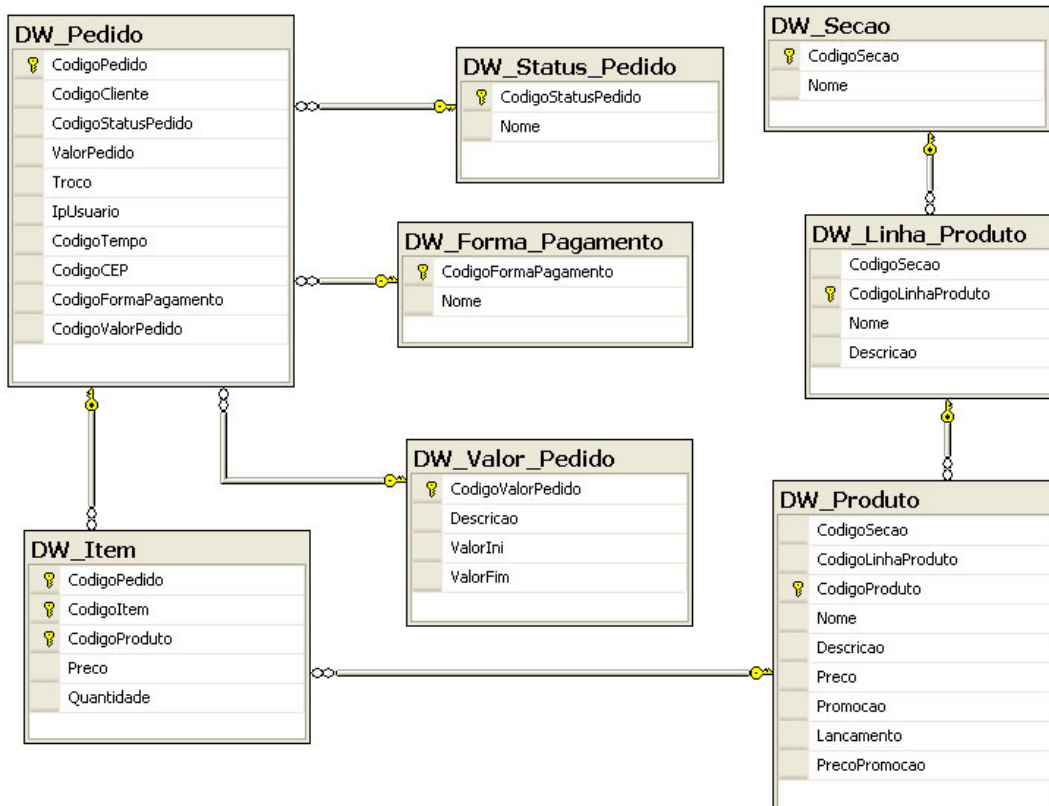 DW_Pedido
CodigoPedido
CodigoCliente
CodigoStatusPedido
ValorPedido
Troco
IpUsuario
CodigoTempo
CodigoCEP
CodigoFormaPagamento
CodigoValorPedido
DW_Status_Pedido
CodigoStatusPedido
Nome
DW_Secao
CodigoSecao
Nome
DW_Forma_Pagamento
CodigoFormaPagamento
Nome
DW_Linha_Produto
CodigoSecao
CodigoLinhaProduto
Nome
Descricao
DW_Valor_Pedido
CodigoValorPedido
Descricao
ValorIni
ValorFim
DW_Item
CodigoPedido
CodigoItem
CodigoProduto
Preco
Quantidade
DW_Produto
CodigoSecao
CodigoLinhaProduto
CodigoProduto
Nome
Descricao
Preco
Promocao
Lancamento
PrecoPromocao